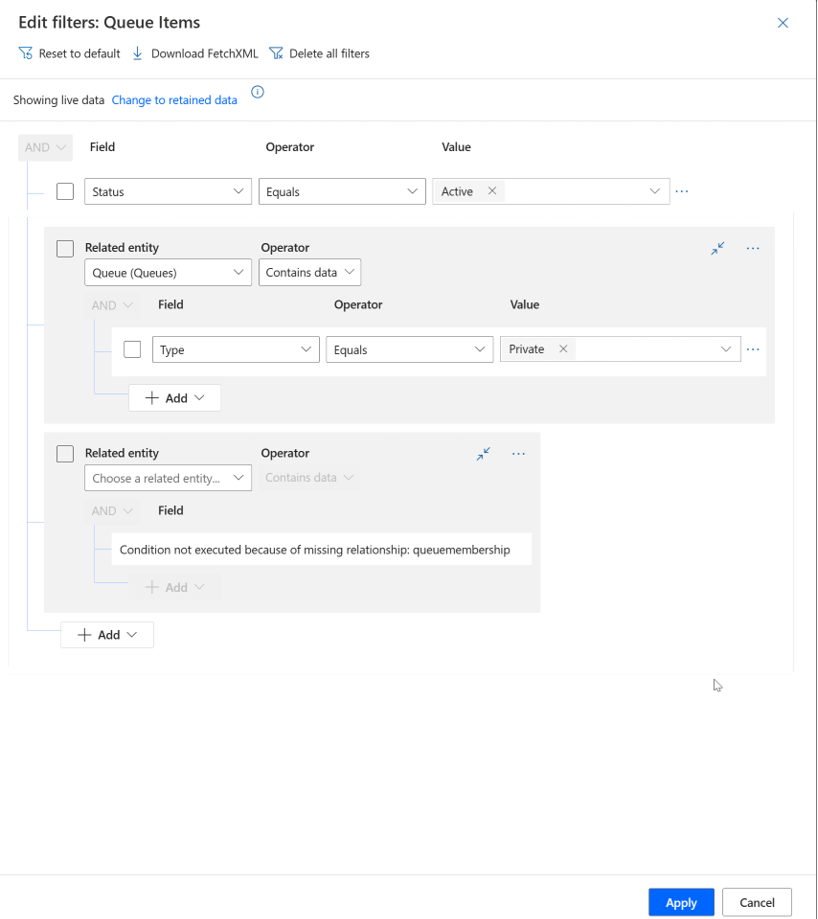 Edit filters: Queue Items
Reset to default Download FetchXML Delete all filters
Showing live data Change to retained data
AND Field Operator Value
Status Equals Active
Related entity Operator
Queue (Queues) Contains data
AND Field Operator Value
Type Equals Private
Add
Related entity Operator
Choose a related entity... Contains data
AND Field
Condition not executed because of missing relationship: queuemembership
Add
Add
Apply Cancel